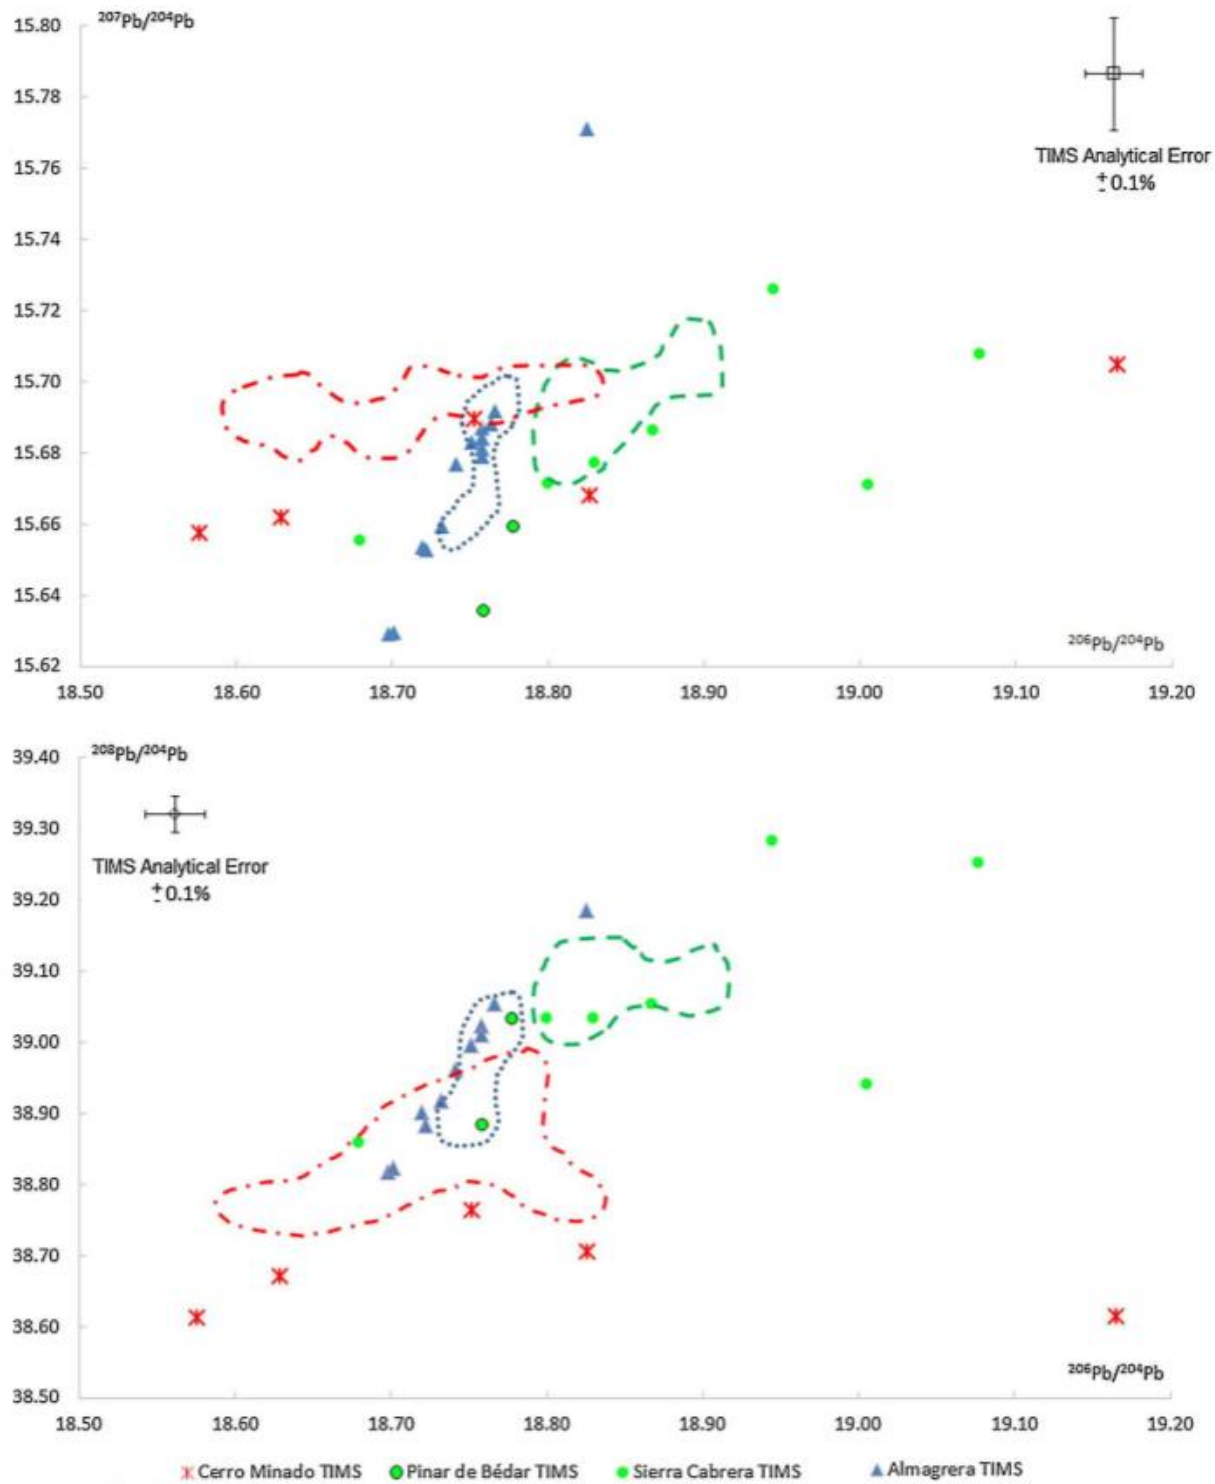 ²⁰⁷Pb/²⁰⁴Pb
15.80
15.78
15.76
15.74
15.72
15.70
15.68
15.66
15.64
15.62
TIMS Analytical Error
± 0.1%
²⁰⁶Pb/²⁰⁴Pb
18.50 18.60 18.70 18.80 18.90 19.00 19.10 19.20
²⁰⁸Pb/²⁰⁴Pb
39.40
39.30
39.20
39.10
39.00
38.90
38.80
38.70
38.60
38.50
TIMS Analytical Error
± 0.1%
²⁰⁶Pb/²⁰⁴Pb
18.50 18.60 18.70 18.80 18.90 19.00 19.10 19.20
Cerro Minado TIMS Pinar de Bédar TIMS Sierra Cabrera TIMS Almagrera TIMS